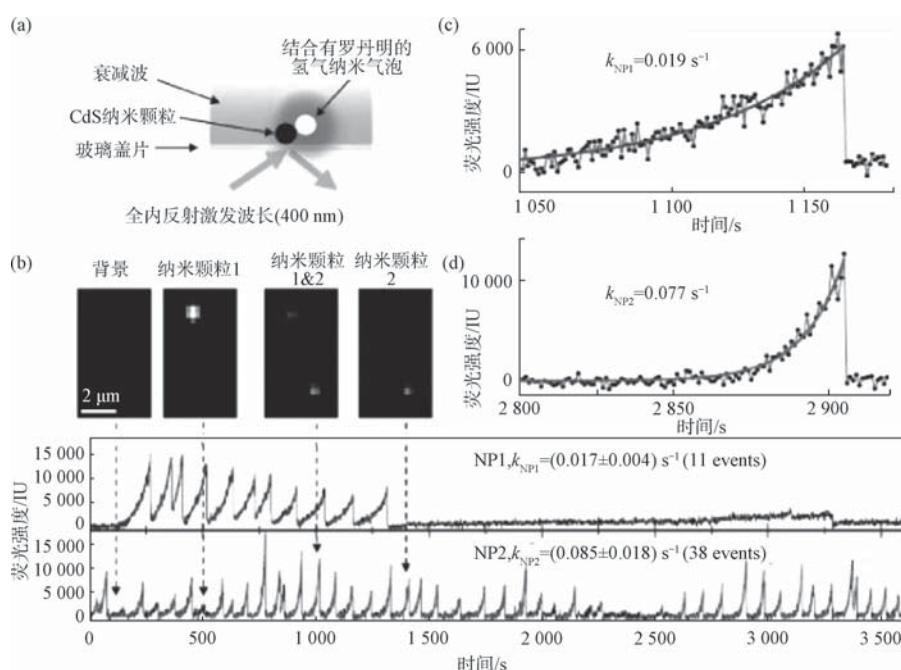 (a)
结合有罗丹明的
氢气纳米气泡
衰减波
CdS纳米颗粒
玻璃盖片
全内反射激发波长(400 nm)
(b)
背景
纳米颗粒1
纳米颗粒
1&2
纳米颗粒
2
2 μm
(c)
6 000
0
荧光强度/IU
kNP1=0.019 s⁻¹
1 050
1 100
1 150
时间/s
(d)
10 000
0
荧光强度/IU
kNP2=0.077 s⁻¹
2 800
2 850
2 900
时间/s
荧光强度/IU
15 000
10 000
5 000
0
NP1,kNP1=(0.017±0.004) s⁻¹ (11 events)
15 000
10 000
5 000
0
NP2,kNP2=(0.085±0.018) s⁻¹ (38 events)
0
500
1 000
1 500
2 000
2 500
3 000
3 500
时间/s